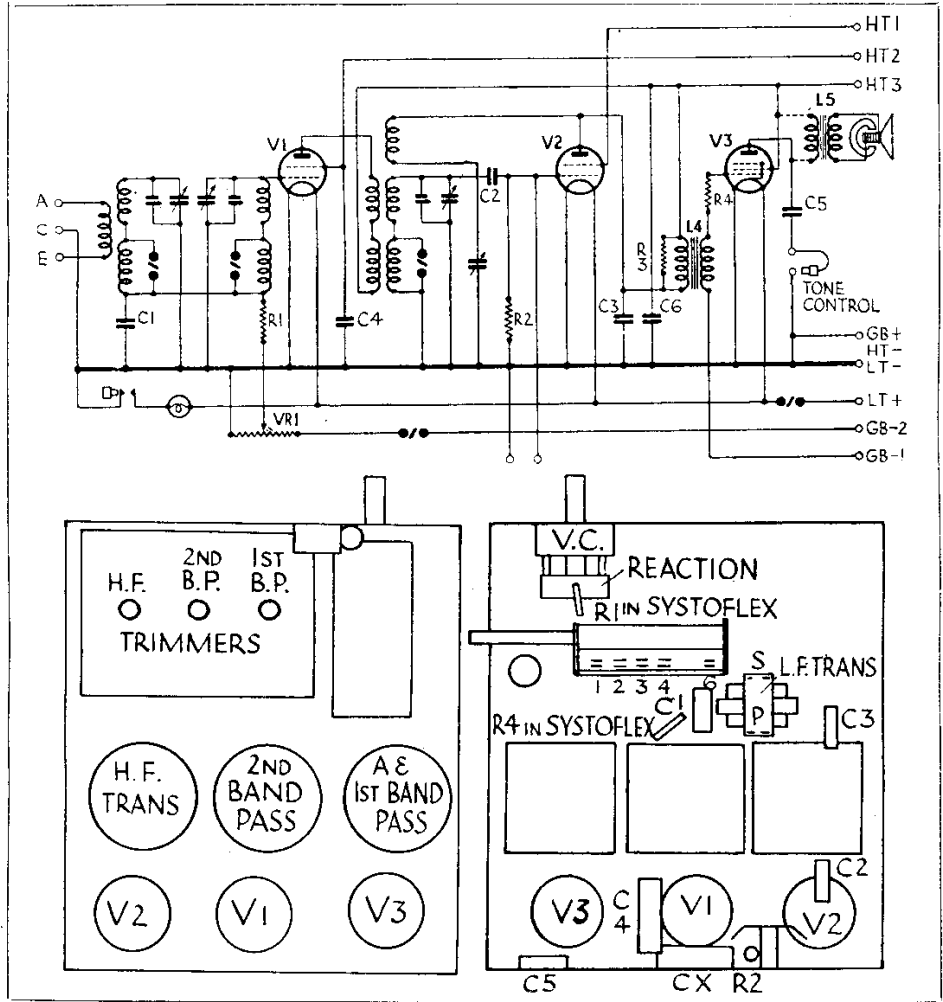 HT1
HT2
HT3
L5
V1
V2
V3
A
C
E
C2
R4
L4
C5
R
3
C1
R1
C4
R2
C3
C6
TONE
CONTROL
GB+
HT-
LT-
LT+
VR1
GB-2
GB-1
H.F.
2ND
B.P.
1ST
B.P.
TRIMMERS
H.F.
TRANS
2ND
BAND
PASS
A &
1ST BAND
PASS
V2
V1
V3
V.C.
REACTION
R1 IN SYSTOFLEX
1 2 3 4 6
S
L.F. TRANS
P
C1
R4 IN SYSTOFLEX
C3
C2
V3
C
4
V1
V2
C5
CX
R2